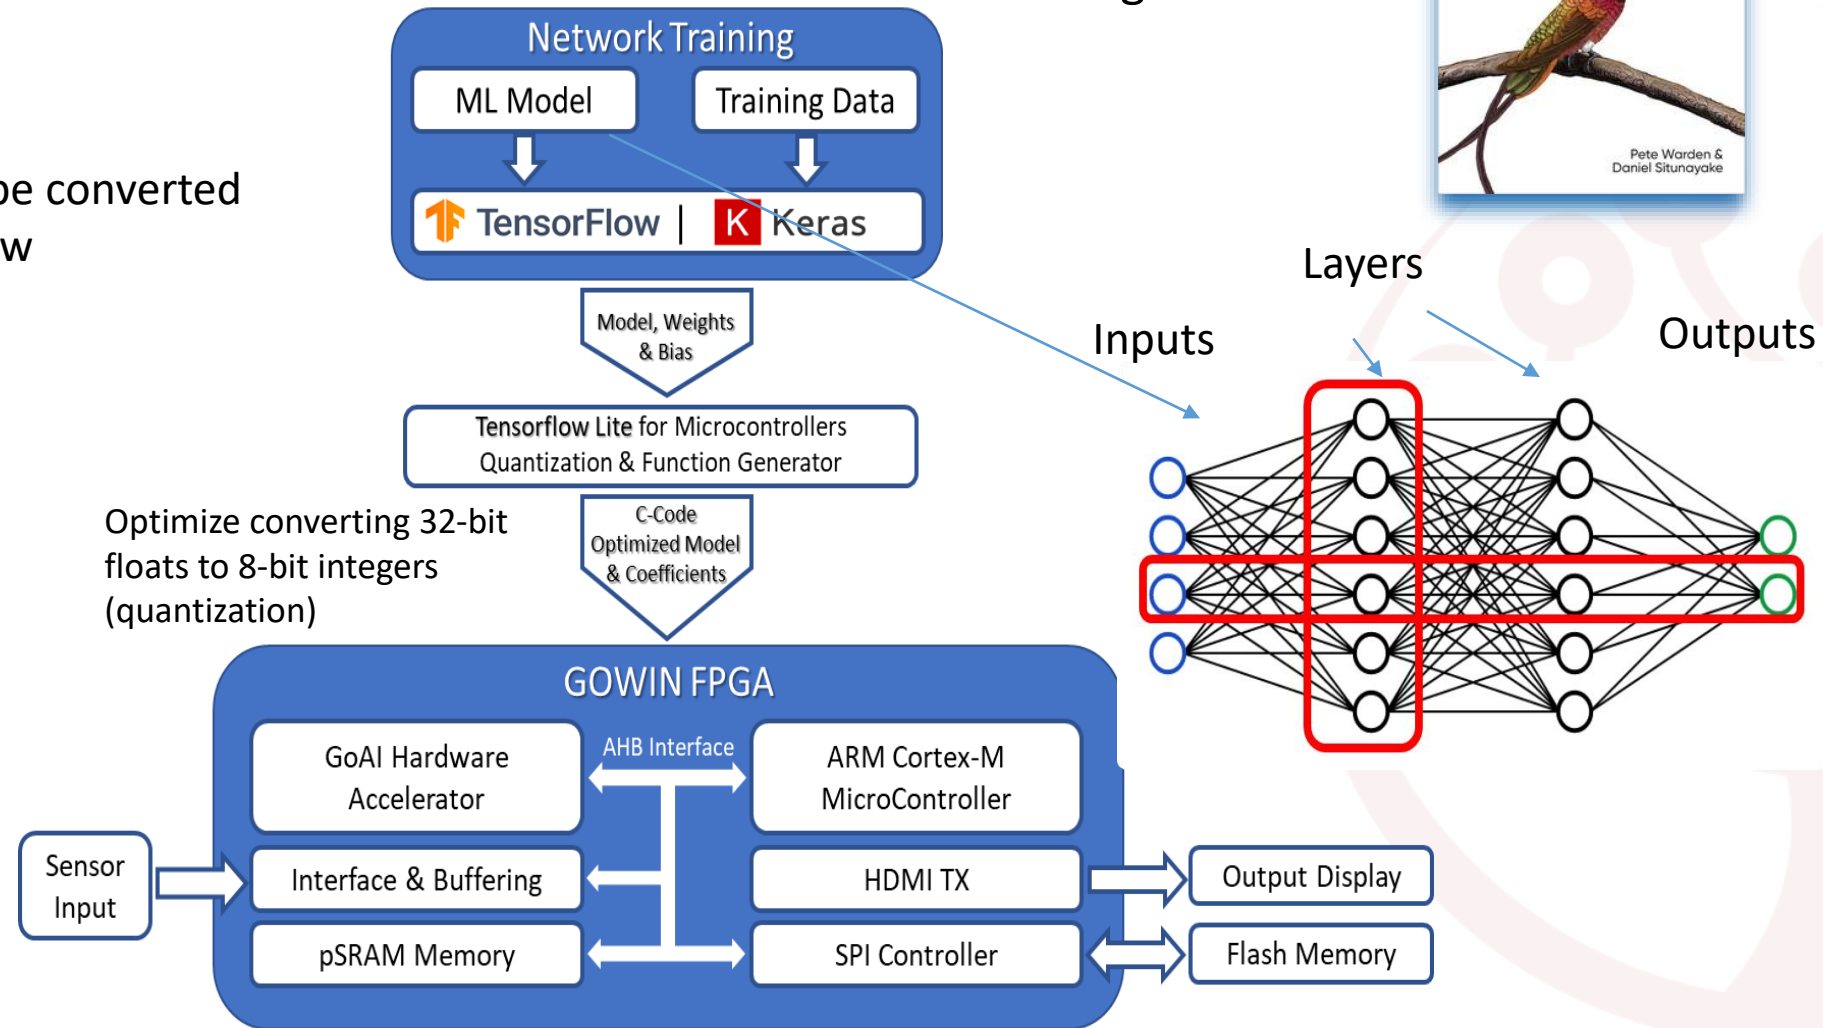 Network Training
ML Model
Training Data
TensorFlow | K Keras
Pete Warden &
Daniel Situnayake
be converted
Model, Weights
& Bias
Layers
Inputs
Outputs
Tensorflow Lite for Microcontrollers
Quantization & Function Generator
Optimize converting 32-bit
floats to 8-bit integers
(quantization)
C-Code
Optimized Model
& Coefficients
GOWIN FPGA
GoAI Hardware
Accelerator
AHB Interface
ARM Cortex-M
MicroController
Sensor
Input
Interface & Buffering
HDMI TX
Output Display
pSRAM Memory
SPI Controller
Flash Memory